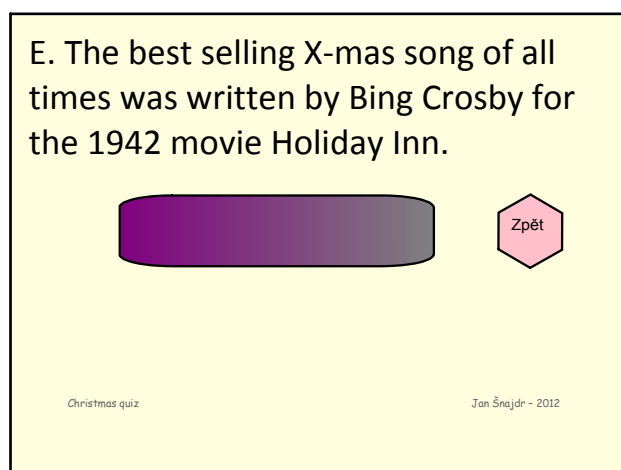 E. The best selling X-mas song of all
times was written by Bing Crosby for
the 1942 movie Holiday Inn.
Zpět
Christmas quiz
Jan Šnajdr – 2012